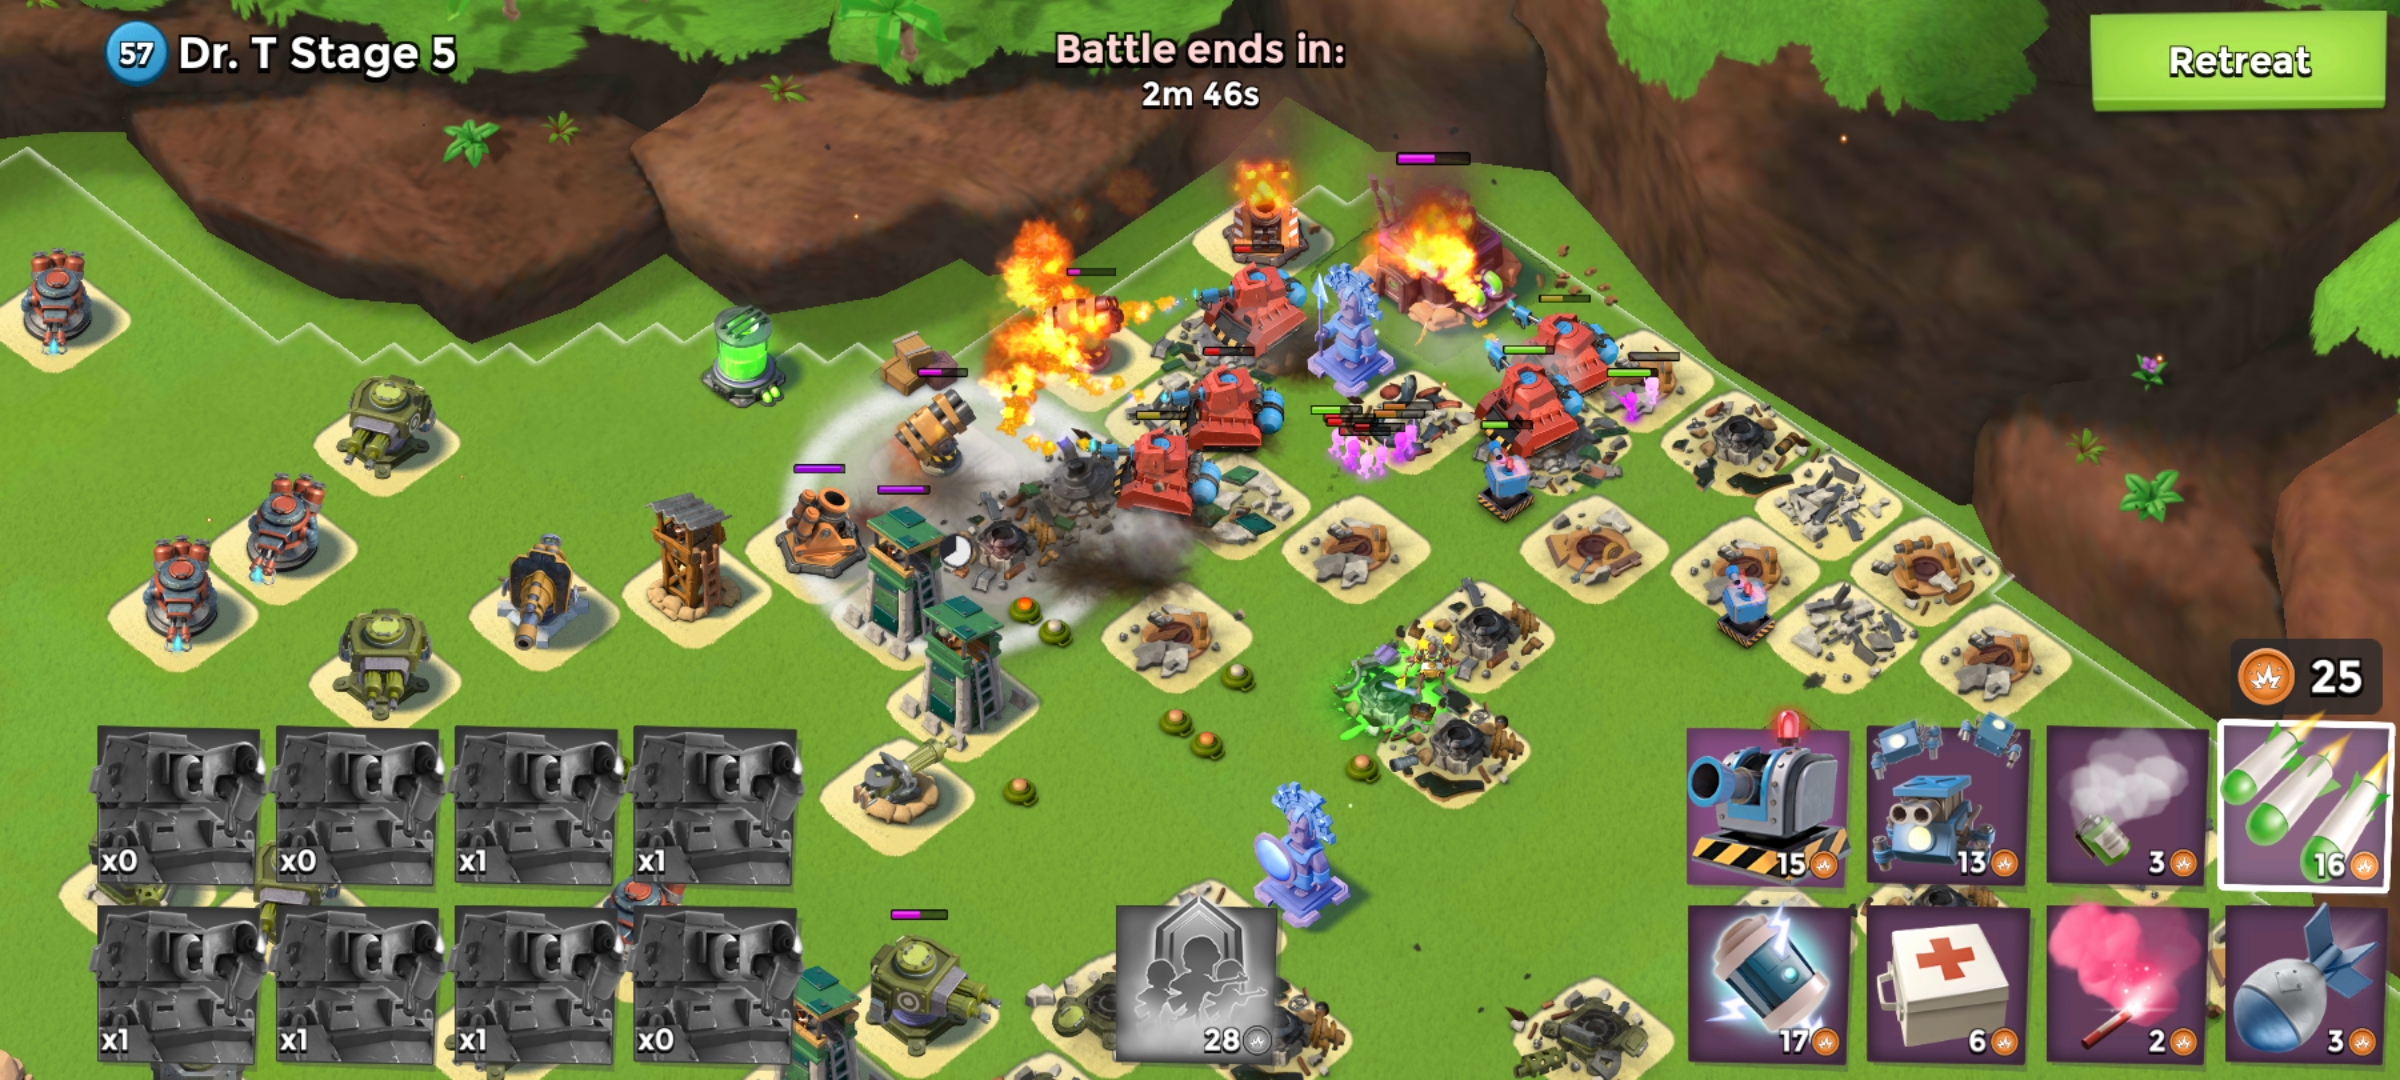 57 Dr. T Stage 5
Battle ends in:
2m 46s
Retreat
25
x0
x0
x1
x1
15
13
3
16
x1
x1
x1
x0
28
17
6
2
3